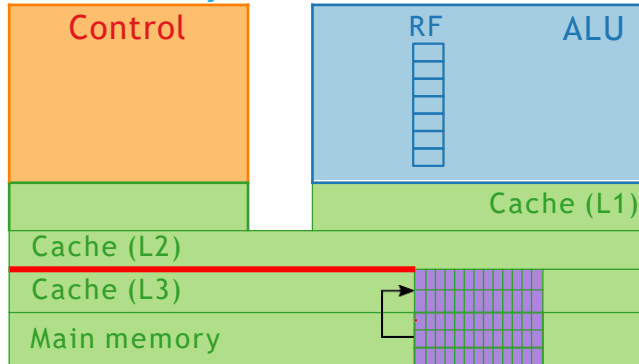 Control
RF
ALU
Cache (L1)
Cache (L2)
Cache (L3)
Main memory